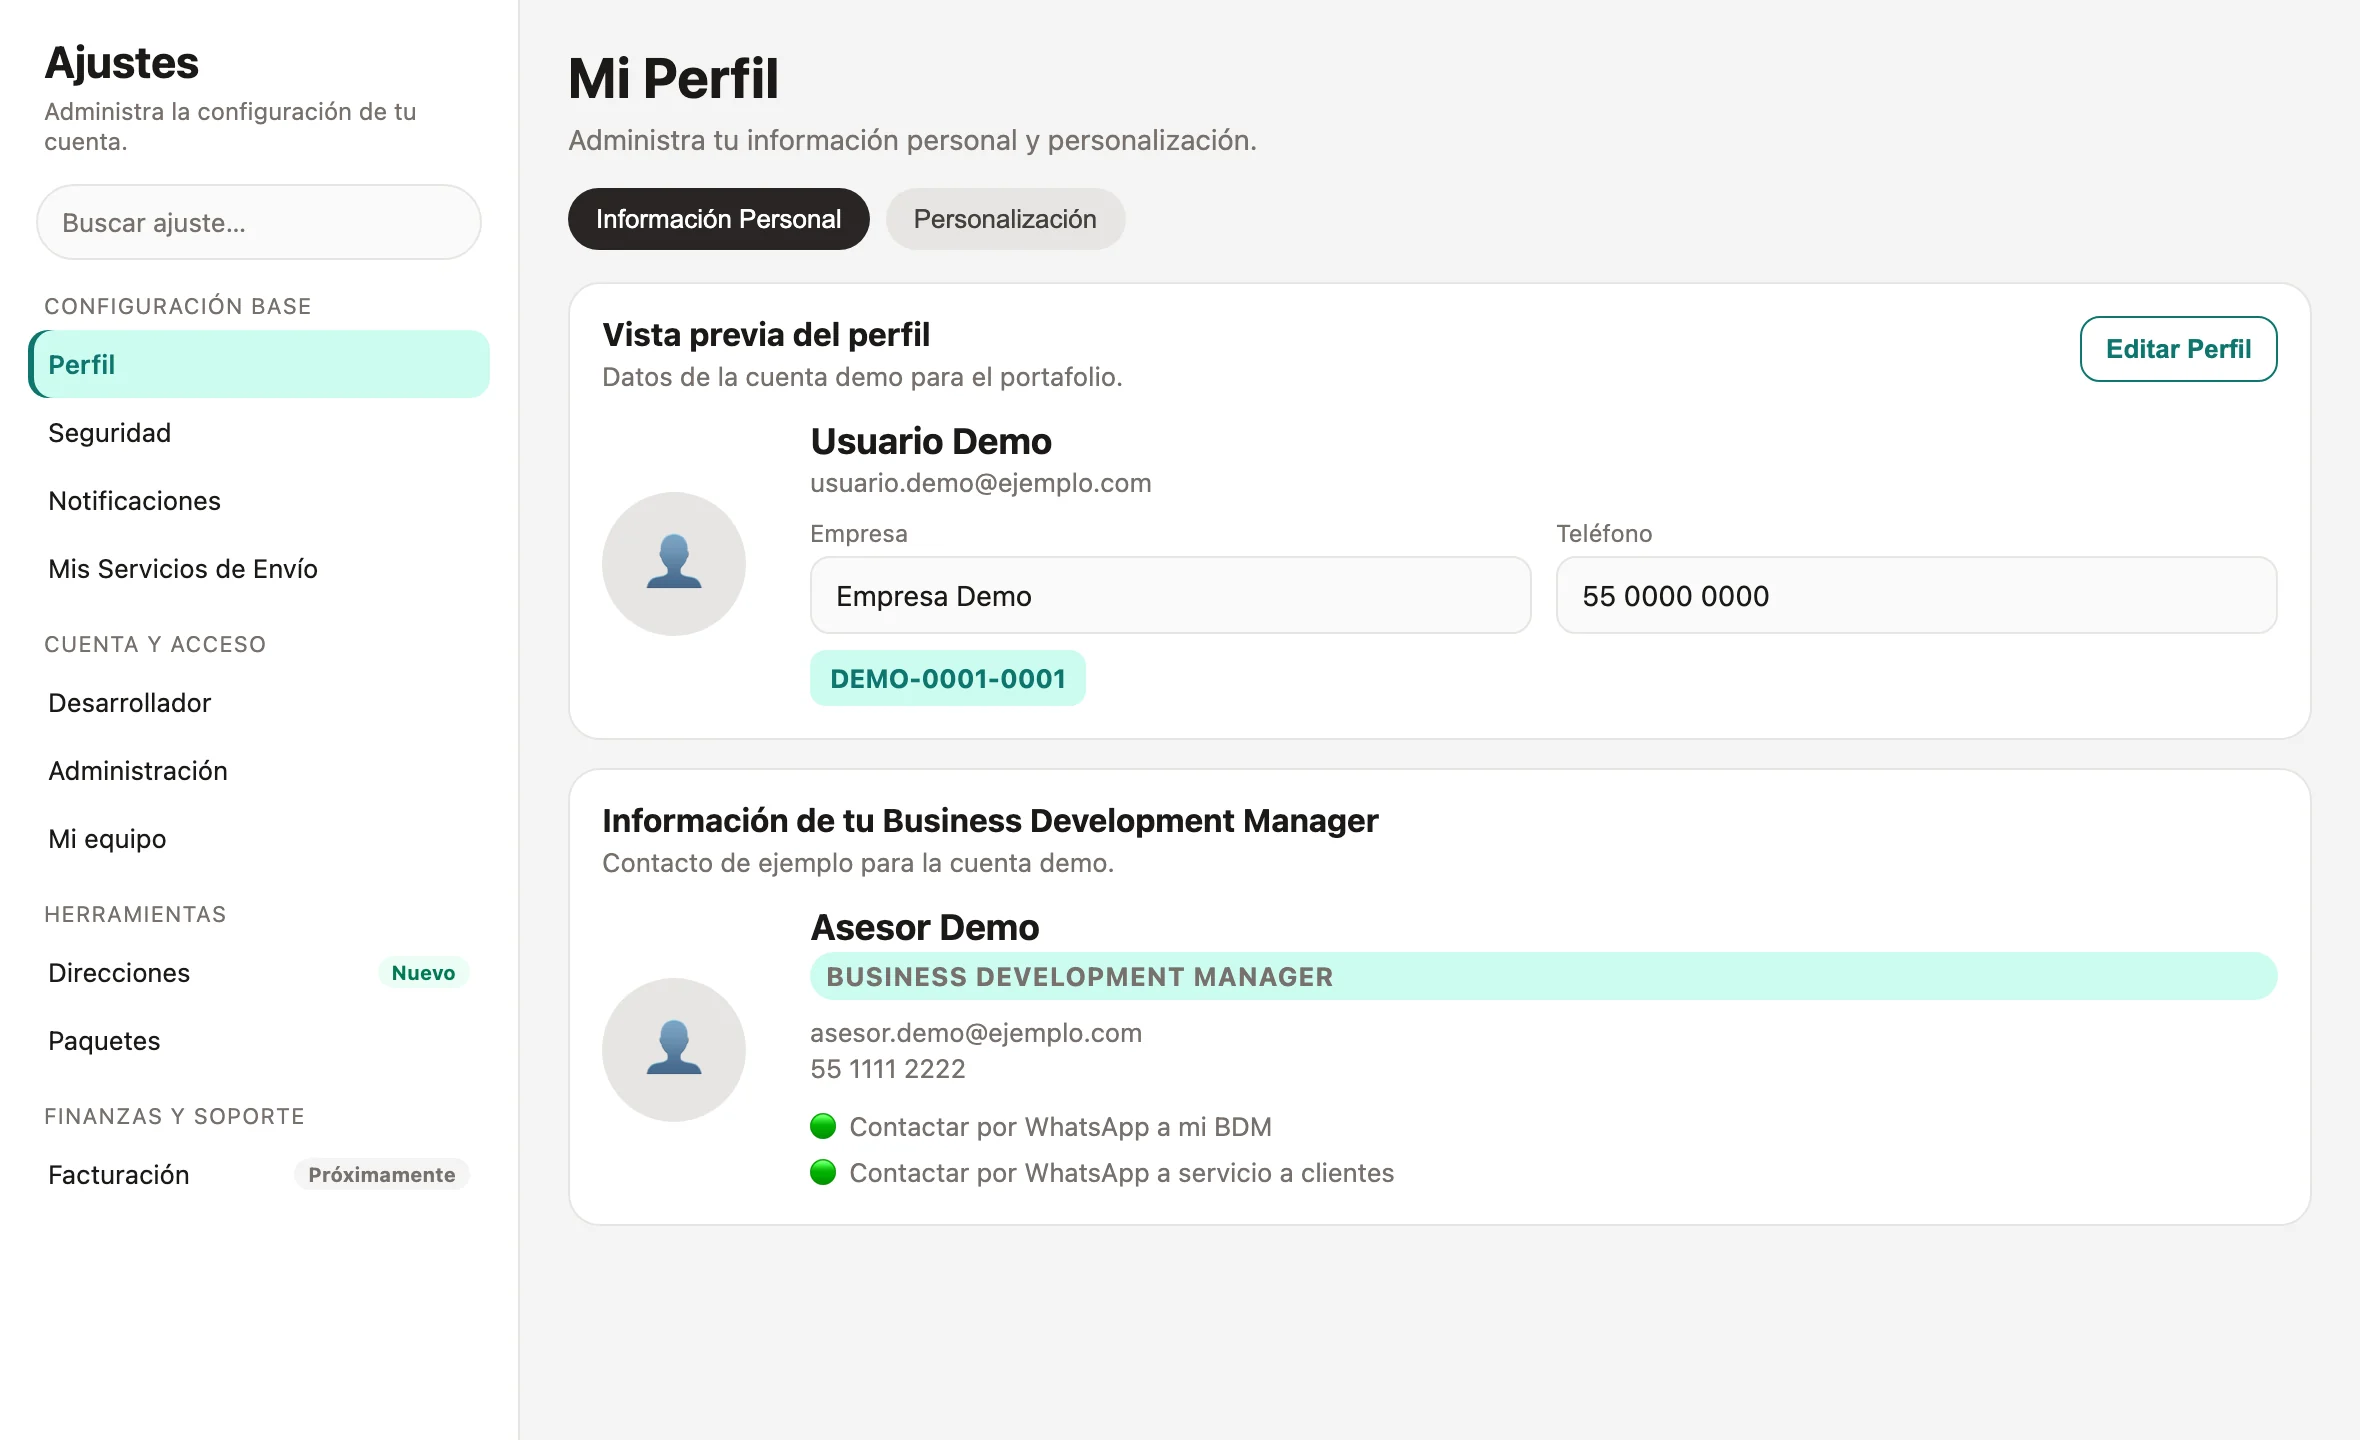 Ajustes
Administra la configuración de tu
cuenta.
Buscar ajuste...
CONFIGURACIÓN BASE
Perfil
Seguridad
Notificaciones
Mis Servicios de Envío
CUENTA Y ACCESO
Desarrollador
Administración
Mi equipo
HERRAMIENTAS
Direcciones Nuevo
Paquetes
FINANZAS Y SOPORTE
Facturación Próximamente
Mi Perfil
Administra tu información personal y personalización.
Información Personal Personalización
Vista previa del perfil
Datos de la cuenta demo para el portafolio.
Editar Perfil
Usuario Demo
usuario.demo@ejemplo.com
Empresa Teléfono
Empresa Demo 55 0000 0000
DEMO-0001-0001
Información de tu Business Development Manager
Contacto de ejemplo para la cuenta demo.
Asesor Demo
BUSINESS DEVELOPMENT MANAGER
asesor.demo@ejemplo.com
55 1111 2222
Contactar por WhatsApp a mi BDM
Contactar por WhatsApp a servicio a clientes